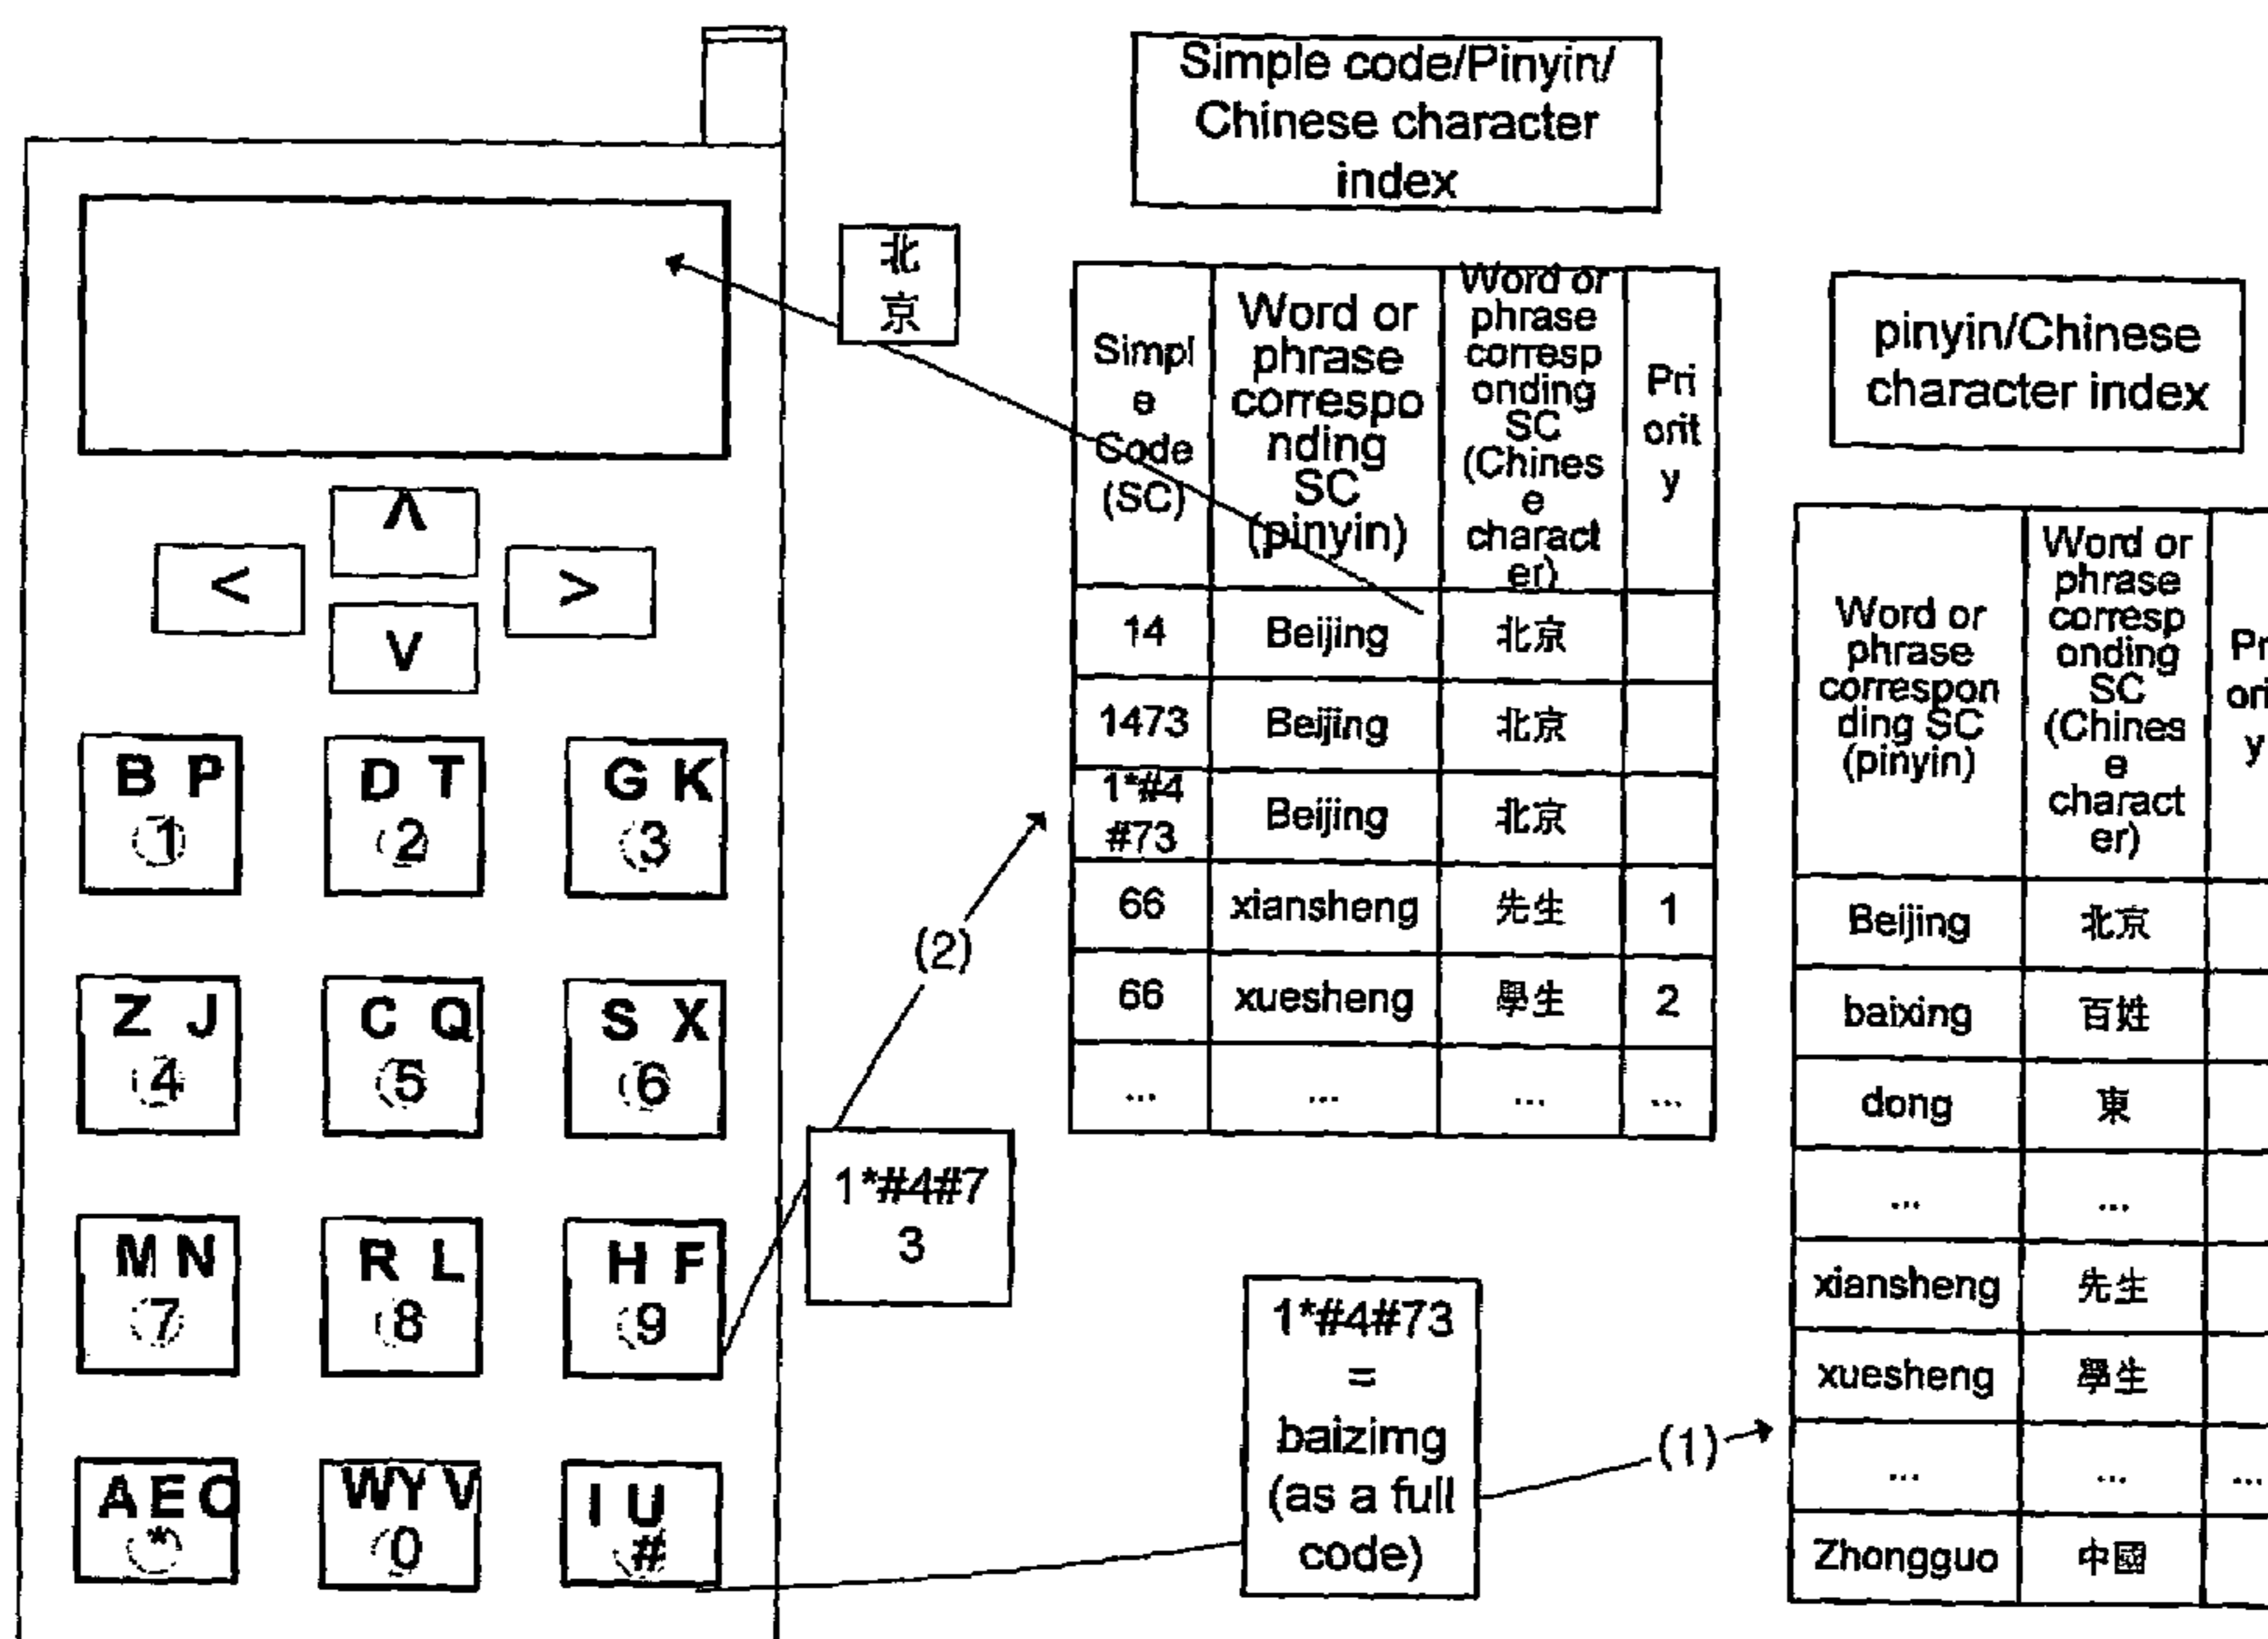 Simple code/Pinyin/
Chinese character
index
北
京
Simpl
e
Code
(SC)
Word or
phrase
correspo
nding
SC
(pinyin)
Word or
phrase
corresp
onding
SC
(Chines
e
charact
er)
Pri
orit
y
14 Beijing 北京
1473 Beijing 北京
1*#4
#73
Beijing 北京
66 xiansheng 先生 1
66 xuesheng 學生 2
... ... ... ...
pinyin/Chinese
character index
Word or
phrase
correspon
ding SC
(pinyin)
Word or
phrase
corresp
onding
SC
(Chines
e
charact
er)
Pri
ori
y
Beijing 北京
baixing 百姓
dong 東
... ...
xiansheng 先生
xuesheng 學生
... ... ...
Zhongguo 中國
^
< >
v
B P
1
D T
2
G K
3
Z J
4
C Q
5
S X
6
M N
7
R L
8
H F
9
A E O
*
WY V
0
I U
#
(2)
1*#4#7
3
1*#4#73
=
baizimg
(as a full
code)
(1)